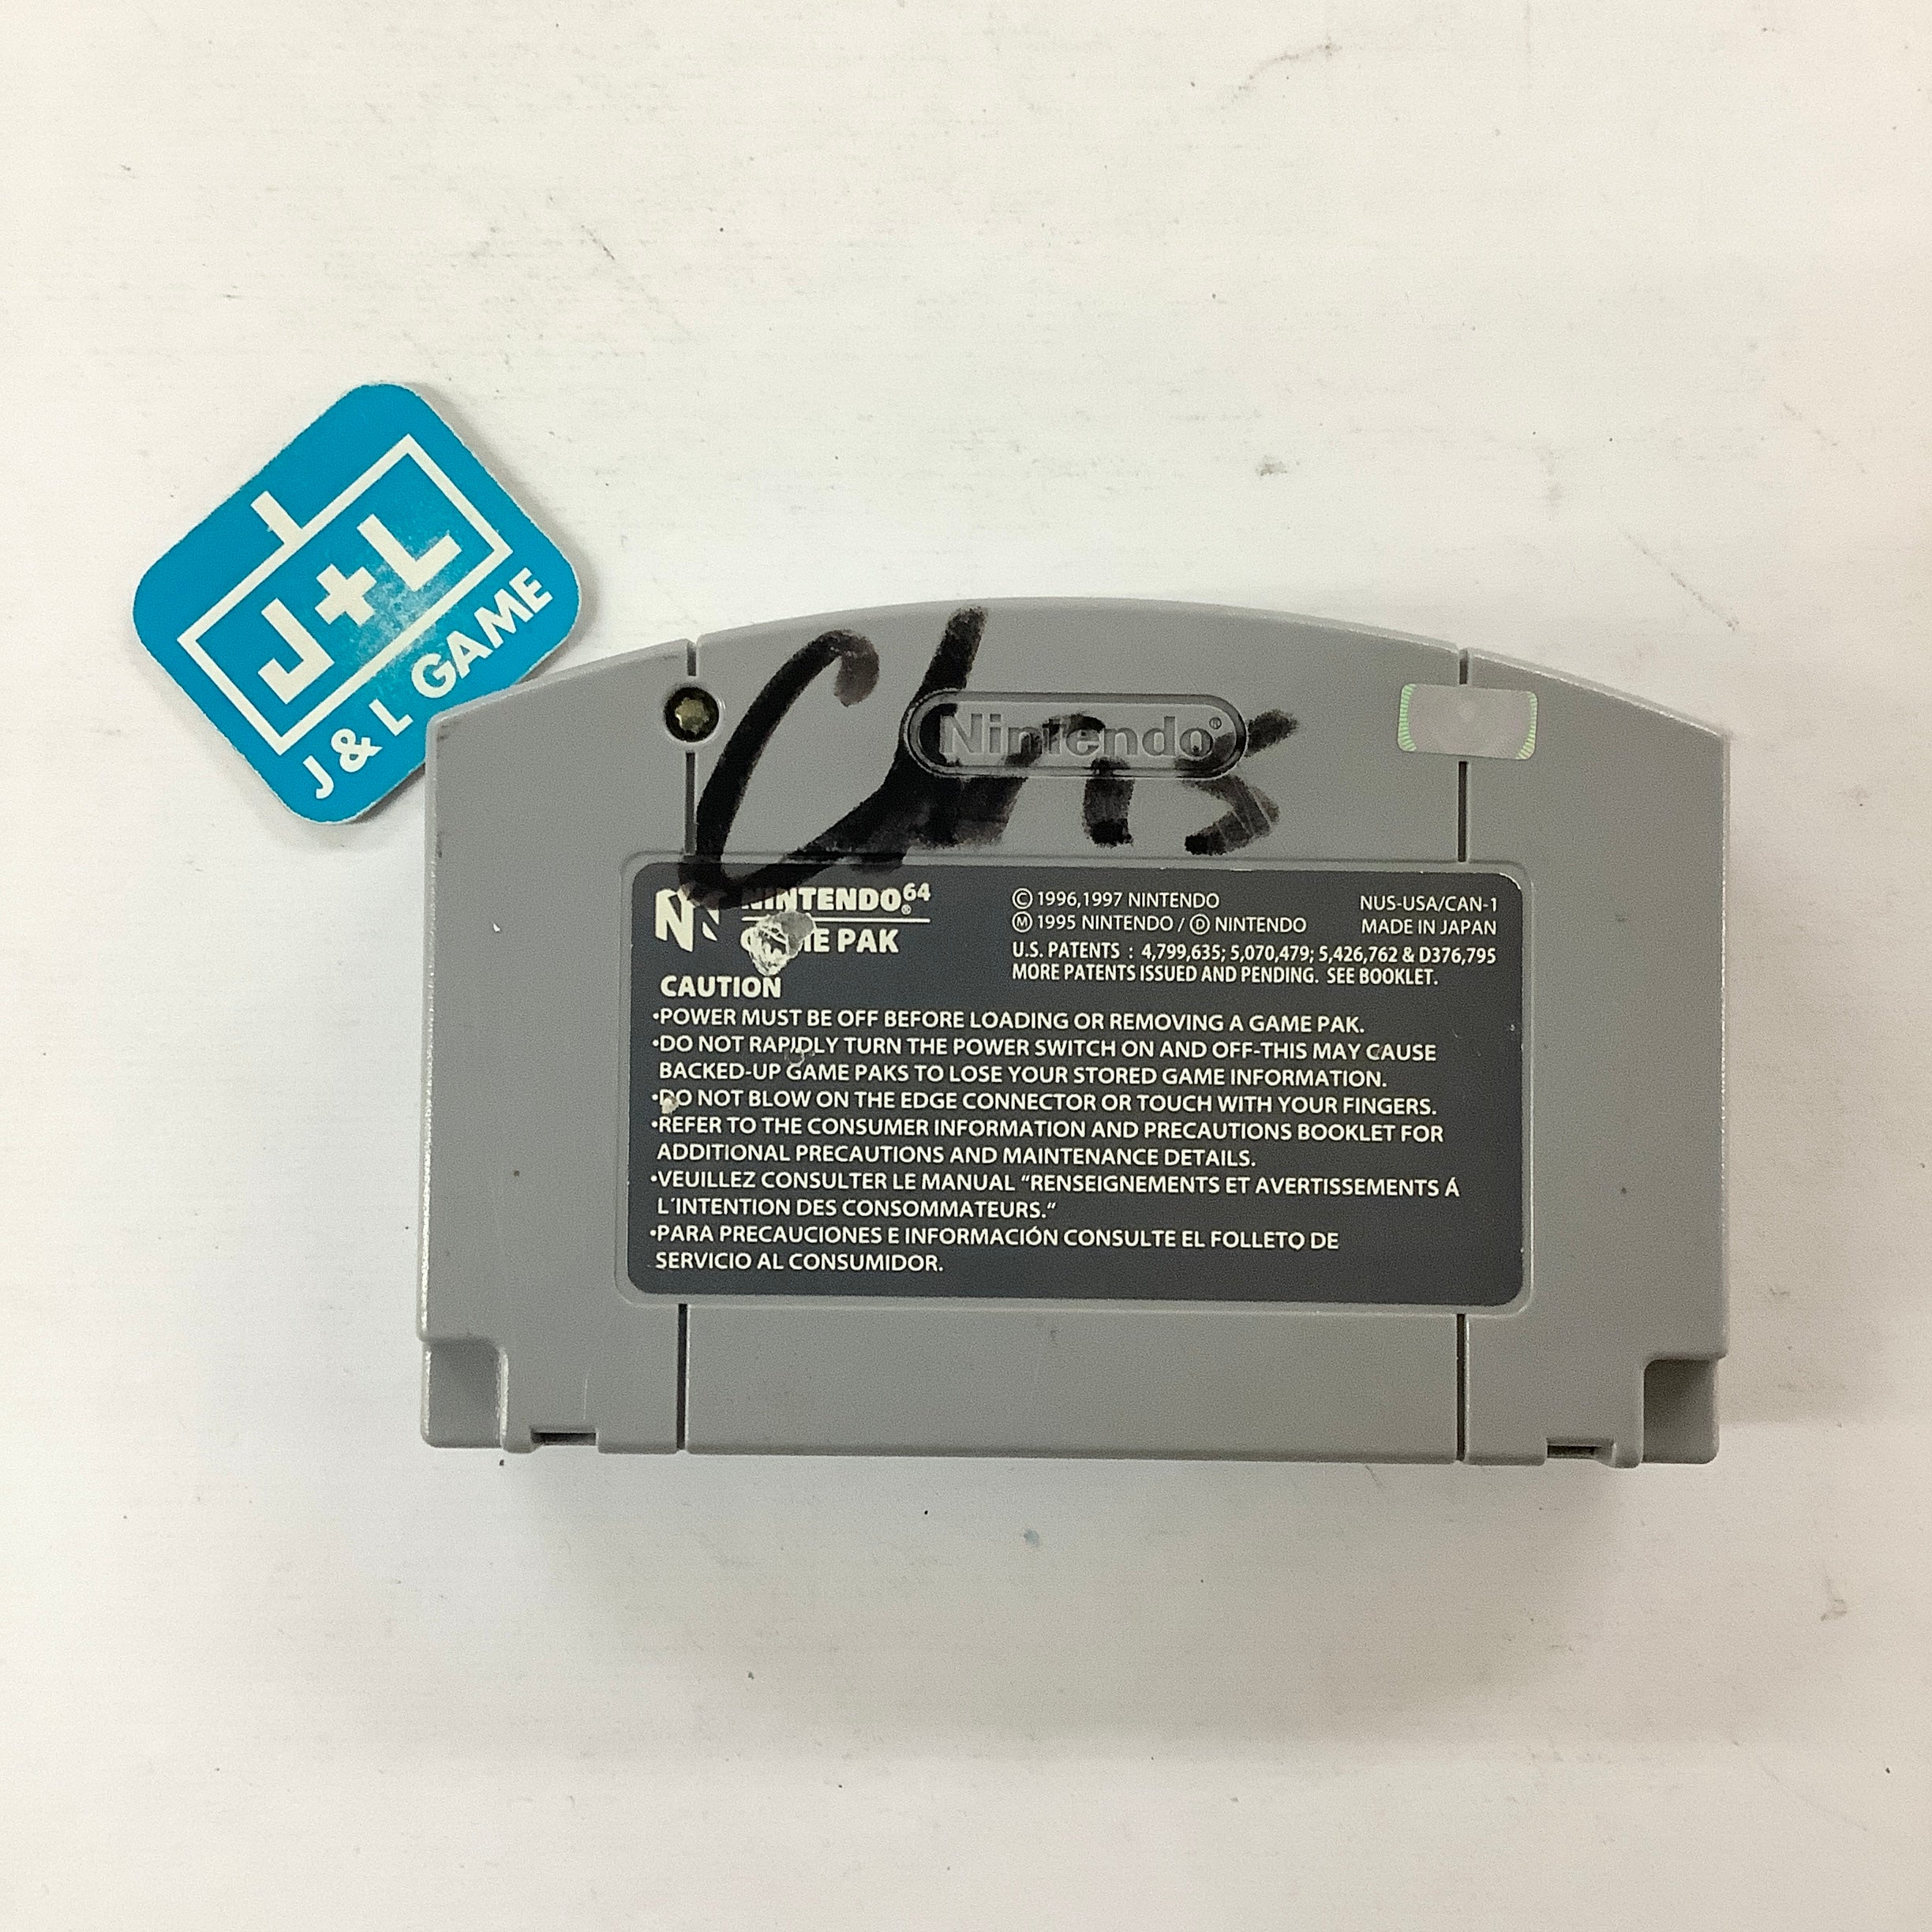 J+L
J & L GAME
Chris
Nintendo®
NINTENDO64®
GAME PAK
© 1996,1997 NINTENDO
Ⓜ 1995 NINTENDO / Ⓓ NINTENDO
NUS-USA/CAN-1
MADE IN JAPAN
U.S. PATENTS : 4,799,635; 5,070,479; 5,426,762 & D376,795
MORE PATENTS ISSUED AND PENDING. SEE BOOKLET.
CAUTION
•POWER MUST BE OFF BEFORE LOADING OR REMOVING A GAME PAK.
•DO NOT RAPIDLY TURN THE POWER SWITCH ON AND OFF-THIS MAY CAUSE
BACKED-UP GAME PAKS TO LOSE YOUR STORED GAME INFORMATION.
•DO NOT BLOW ON THE EDGE CONNECTOR OR TOUCH WITH YOUR FINGERS.
•REFER TO THE CONSUMER INFORMATION AND PRECAUTIONS BOOKLET FOR
ADDITIONAL PRECAUTIONS AND MAINTENANCE DETAILS.
•VEUILLEZ CONSULTER LE MANUAL “RENSEIGNEMENTS ET AVERTISSEMENTS Á
L´INTENTION DES CONSOMMATEURS.“
•PARA PRECAUCIONES E INFORMACIÓN CONSULTE EL FOLLETO DE
SERVICIO AL CONSUMIDOR.